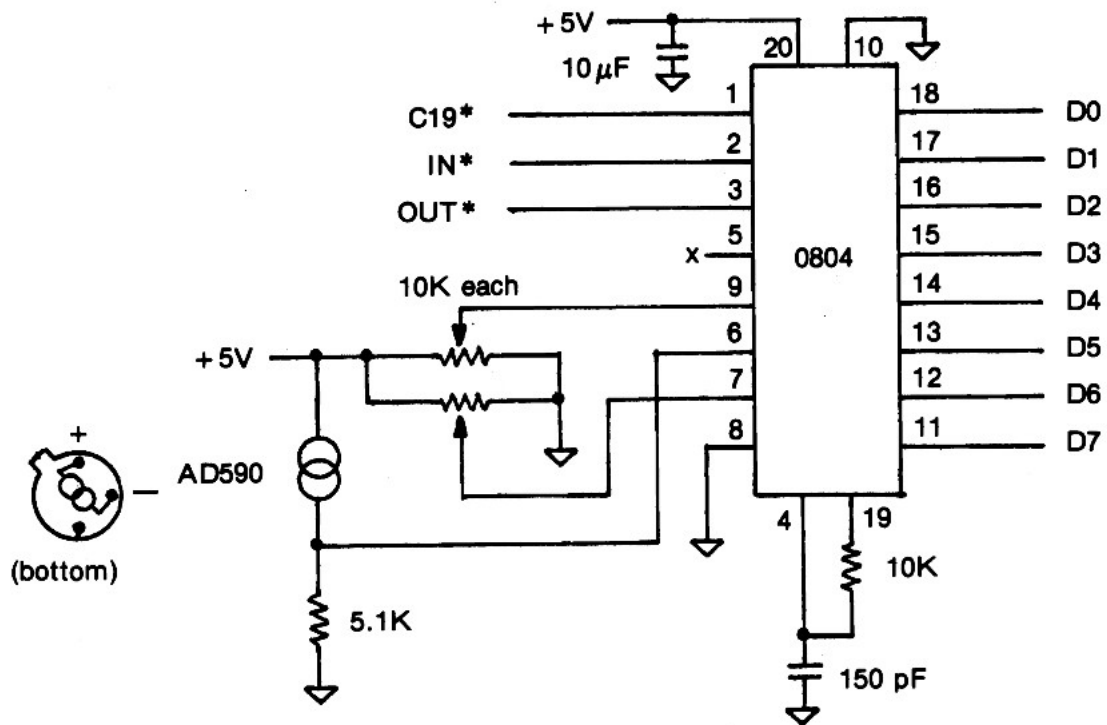 +5V
10 µF
20
10
C19*
1
IN*
2
OUT*
3
x
5
10K each
9
+5V
6
7
8
0804
18
D0
17
D1
16
D2
15
D3
14
D4
13
D5
12
D6
11
D7
+
−
(bottom)
AD590
5.1K
4
19
10K
150 pF